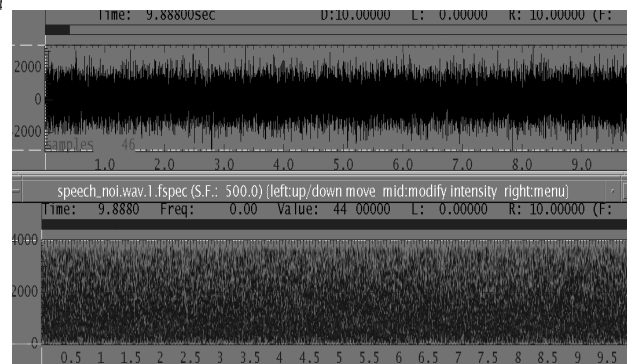 Time: 9.88800sec D:10.00000 L: 0.00000 R: 10.00000 (F:
2000
0
2000
samples 46
1.0 2.0 3.0 4.0 5.0 6.0 7.0 8.0 9.0
speech_noi.wav.1.fspec (S.F.: 500.0) {left:up/down move mid:modify intensity right:menu}
Time: 9.8880 Freq: 0.00 Value: 44 00000 L: 0.00000 R: 10.00000 (F:
4000
2000
0
0.5 1 1.5 2 2.5 3 3.5 4 4.5 5 5.5 6 6.5 7 7.5 8 8.5 9 9.5